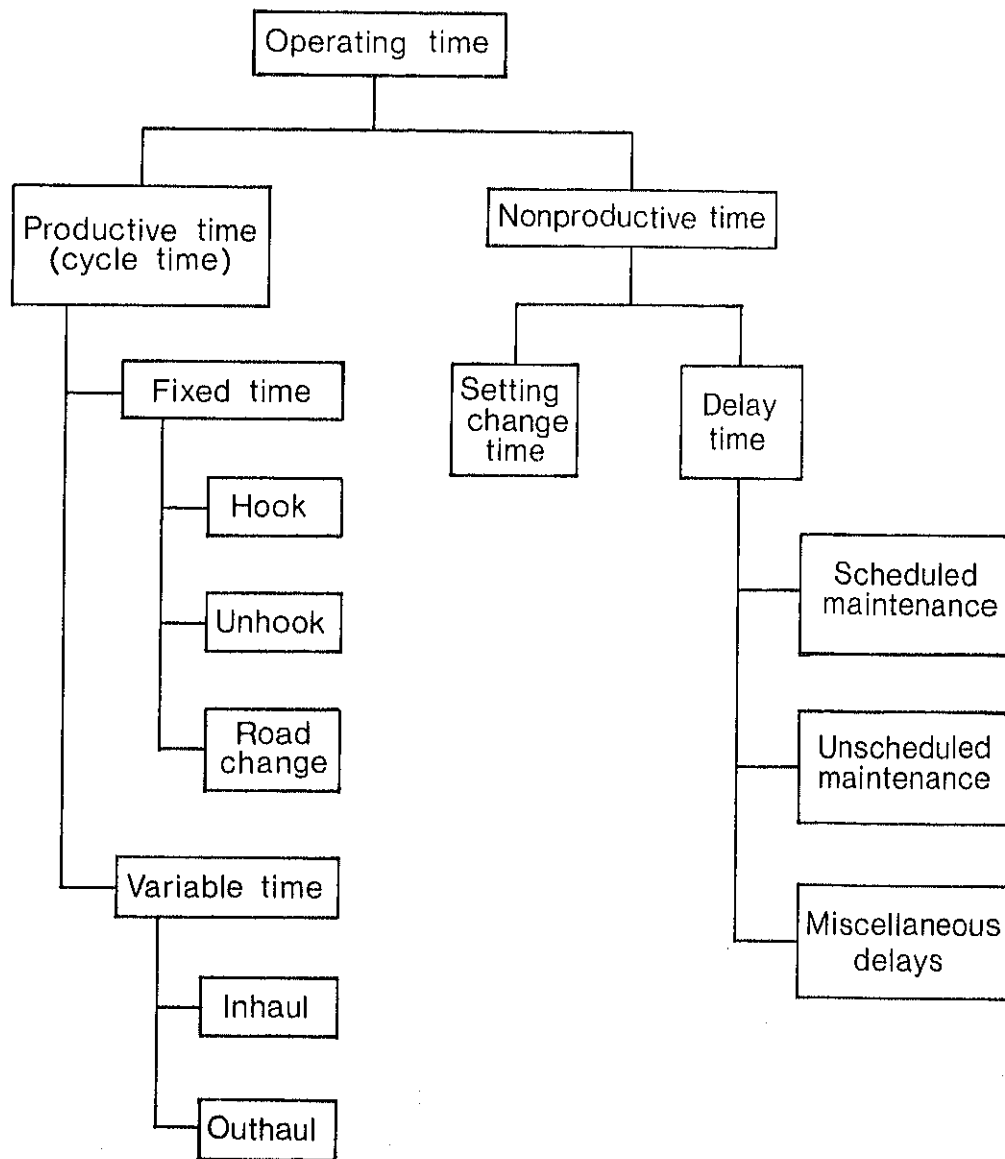 Operating time
Productive time
(cycle time)
Nonproductive time
Fixed time
Setting
change
time
Delay
time
Hook
Unhook
Road
change
Scheduled
maintenance
Unscheduled
maintenance
Variable time
Miscellaneous
delays
Inhaul
Outhaul